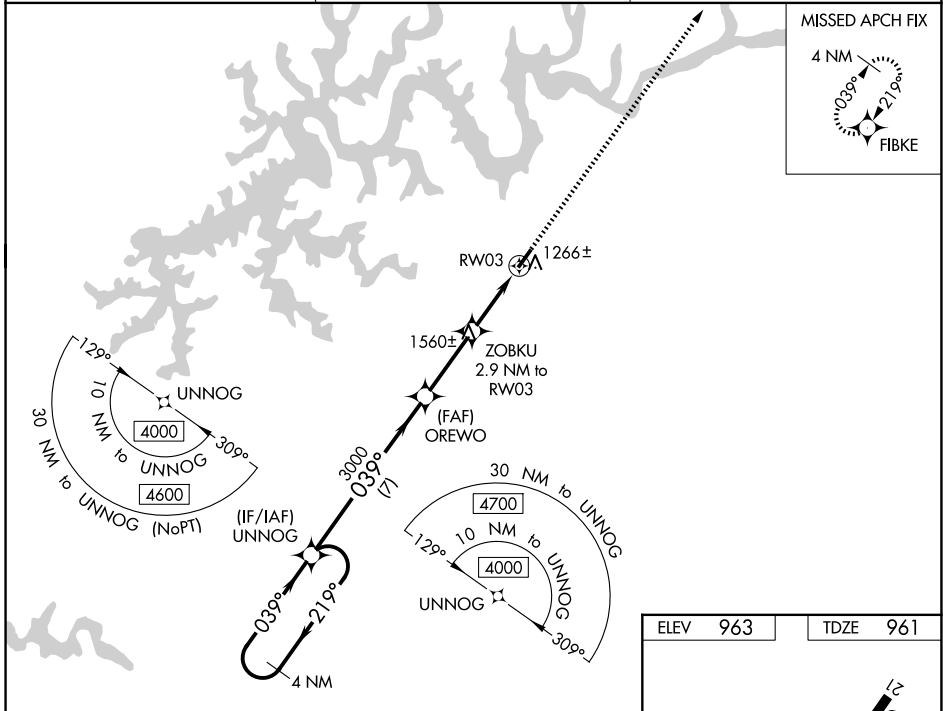 MISSED APCH FIX
4 NM
039°
219°
FIBKE
RW03
1266±
1560±
ZOBKU
2.9 NM to
RW03
(FAF)
OREWO
129°
UNNOG
10 NM to UNNOG
4000
309°
30 NM to UNNOG (NoPT)
4600
3000
039°
(7)
(IF/IAF)
UNNOG
039°
219°
4 NM
30 NM to UNNOG
4700
129°
10 NM to UNNOG
4000
UNNOG
309°
ELEV 963
TDZE 961
21